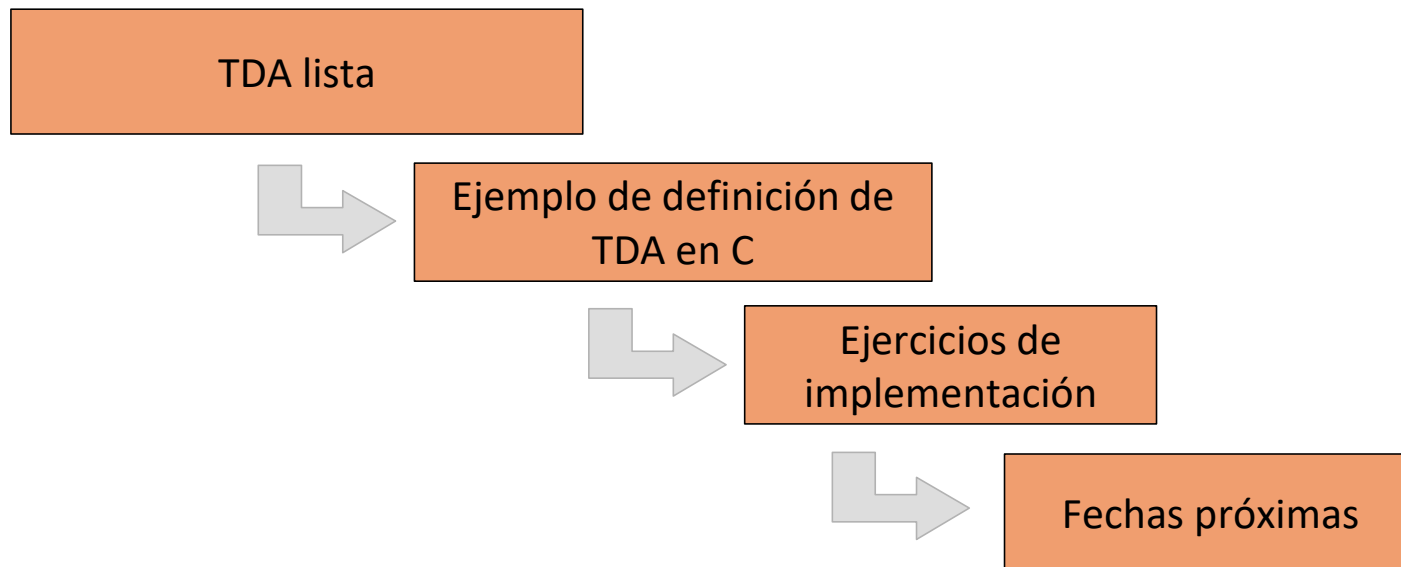 TDA lista
Ejemplo de definición de
TDA en C
Ejercicios de
implementación
Fechas próximas